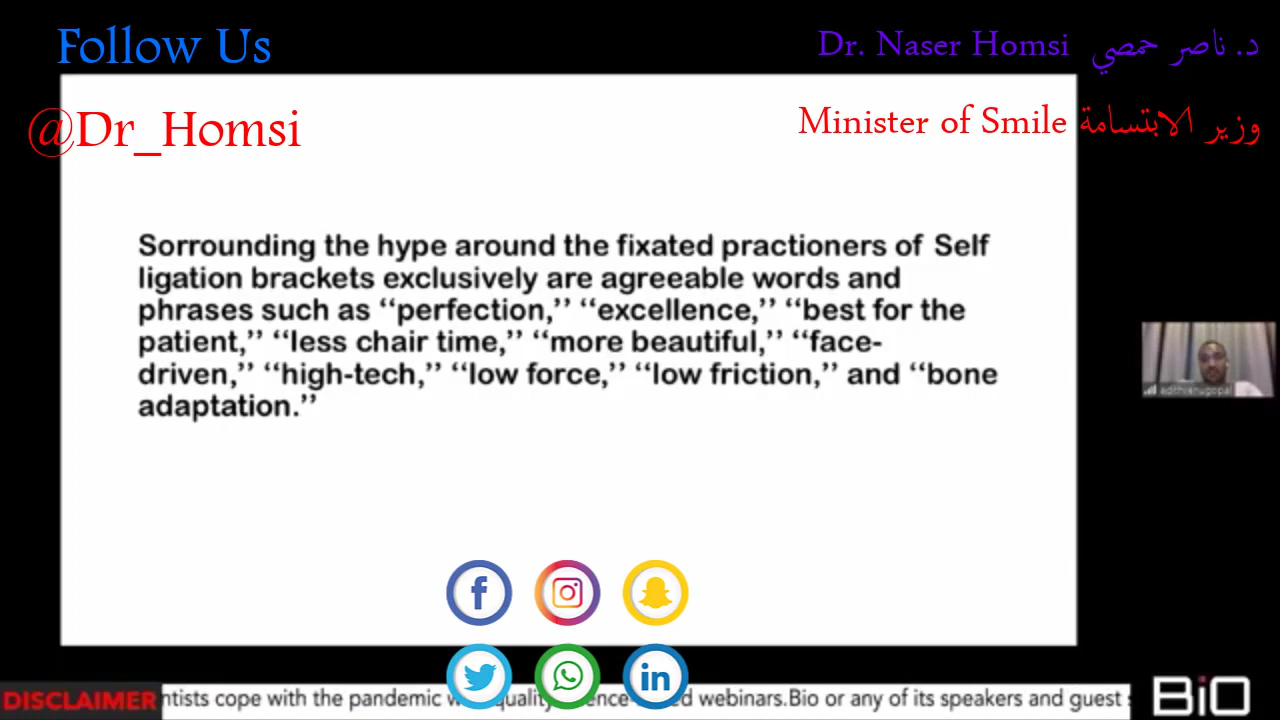 Follow Us
Dr. Naser Homsi د. ناصر حمصي
@Dr_Homsi
Minister of Smile وزير الابتسامة
Sorrounding the hype around the fixated practioners of Self
ligation brackets exclusively are agreeable words and
phrases such as ‘‘perfection,’’ ‘‘excellence,’’ ‘‘best for the
patient,’’ ‘‘less chair time,’’ ‘‘more beautiful,’’ ‘‘face-
driven,’’ ‘‘high-tech,’’ ‘‘low force,’’ ‘‘low friction,’’ and ‘‘bone
adaptation.’’
adithianugopal
DISCLAIMER ntists cope with the pandemic quality d webinars.Bio or any of its speakers and guest
BiO